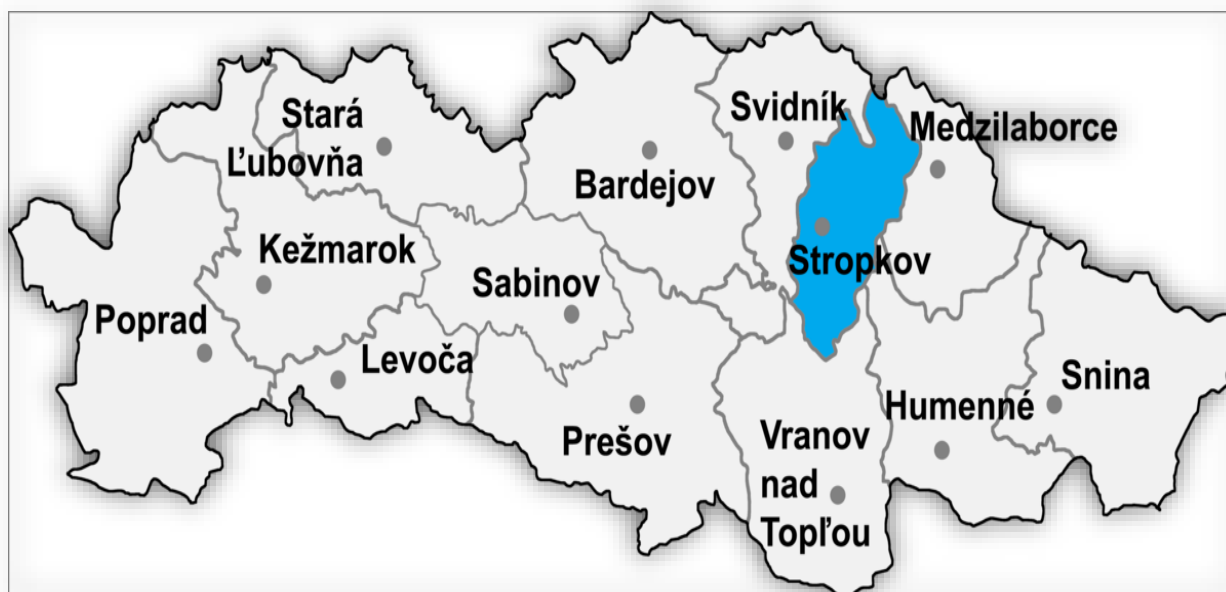 Stará
Ľubovňa
Svidník
Medzilaborce
Bardejov
Kežmarok
Stropkov
Sabinov
Poprad
Levoča
Snina
Humenné
Prešov
Vranov
nad
Topľou